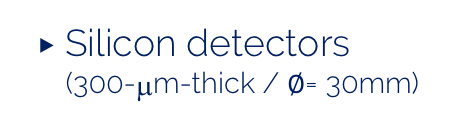 ▸ Silicon detectors
(300-μm-thick / Ø= 30mm)